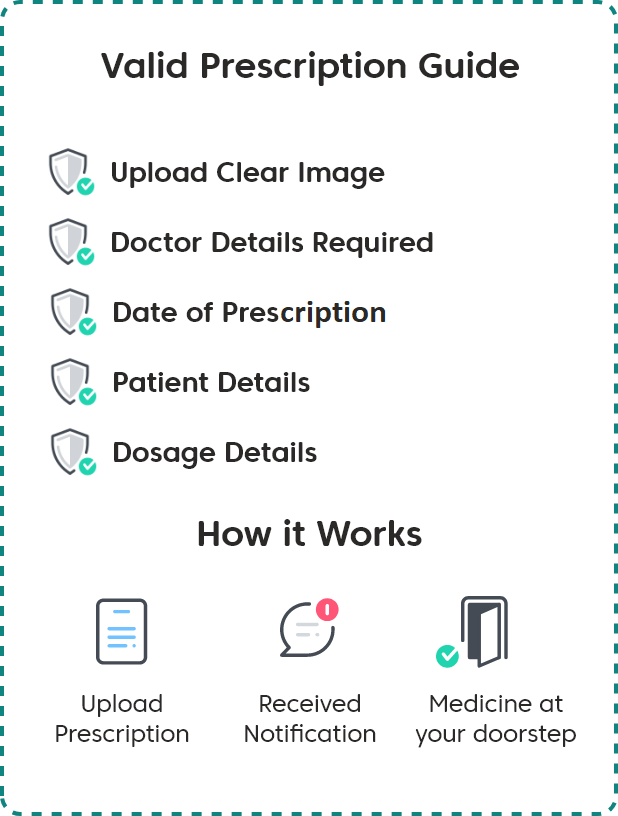 Valid Prescription Guide
Upload Clear Image
Doctor Details Required
Date of Prescription
Patient Details
Dosage Details
How it Works
Upload
Prescription
Received
Notification
Medicine at
your doorstep